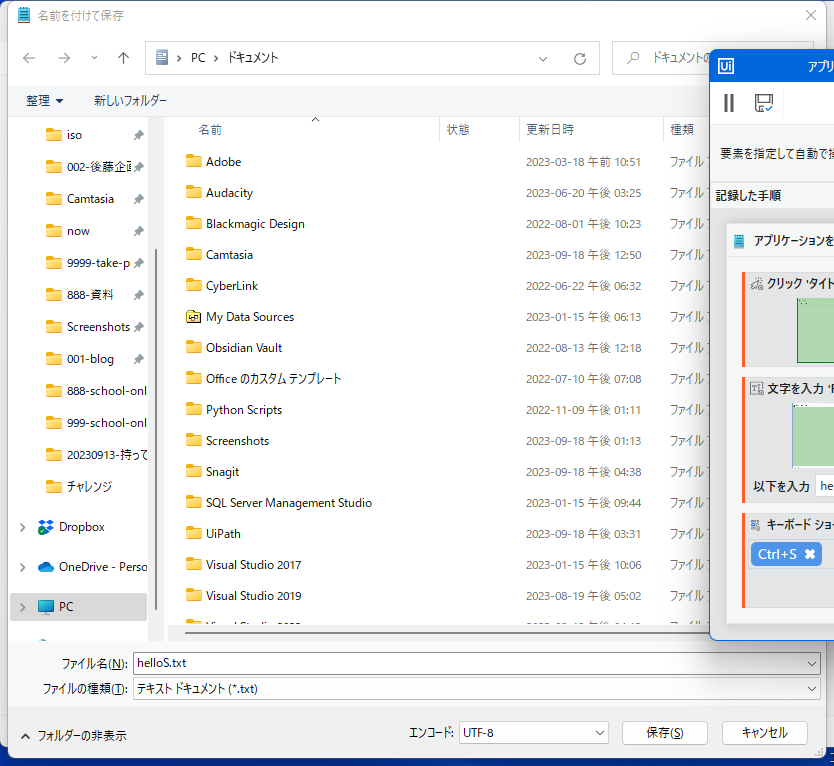 名前を付けて保存
PC
ドキュメント
ドキュメントの
整理
新しいフォルダー
iso
002-後藤企画
Camtasia
now
9999-take-p
888-資料
Screenshots
001-blog
888-school-onl
999-school-onl
20230913-持って
チャレンジ
Dropbox
OneDrive - Perso
PC
名前 状態 更新日時 種類
Adobe 2023-03-18 午前 10:51 ファイル
Audacity 2023-06-20 午後 03:25 ファイル
Blackmagic Design 2022-08-01 午後 10:23 ファイル
Camtasia 2023-09-18 午後 12:50 ファイル
CyberLink 2022-06-22 午後 06:32 ファイル
My Data Sources 2023-01-15 午後 06:13 ファイル
Obsidian Vault 2022-08-13 午後 12:18 ファイル
Office のカスタム テンプレート 2022-07-10 午後 07:08 ファイル
Python Scripts 2022-11-09 午後 01:11 ファイル
Screenshots 2023-09-18 午後 01:13 ファイル
Snagit 2023-09-18 午後 04:38 ファイル
SQL Server Management Studio 2023-01-15 午後 09:44 ファイル
UiPath 2023-09-18 午後 03:31 ファイル
Visual Studio 2017 2023-01-15 午後 10:06 ファイル
Visual Studio 2019 2023-08-19 午後 05:02 ファイル
ファイル名(N): helloS.txt
ファイルの種類(T): テキスト ドキュメント (*.txt)
フォルダーの非表示
エンコード: UTF-8
保存(S)
キャンセル
Ui
アプリ
要素を指定して自動で操
記録した手順
アプリケーションを
クリック 'タイト
文字を入力
以下を入力 he
キーボード ショー
Ctrl+S